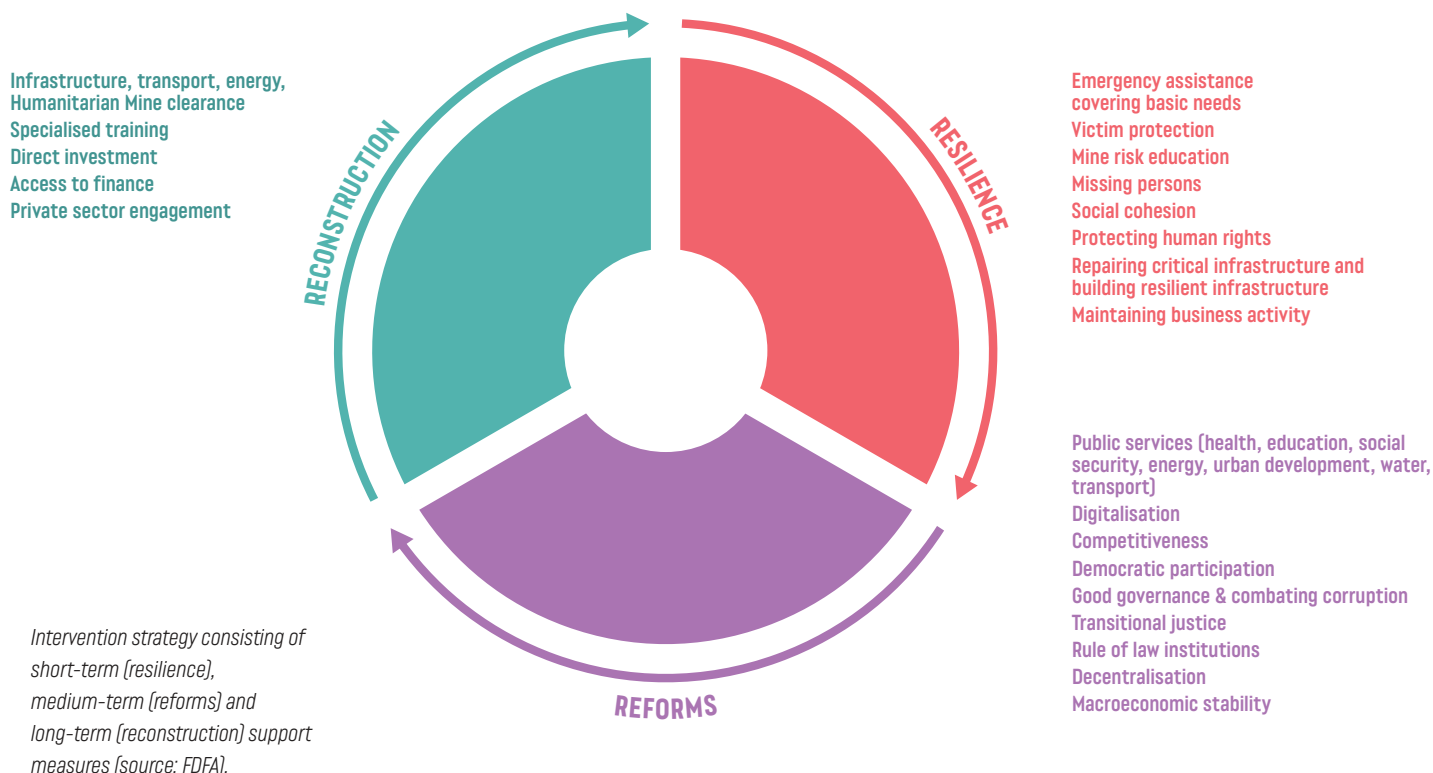 Infrastructure, transport, energy,
Humanitarian Mine clearance
Specialised training
Direct investment
Access to finance
Private sector engagement
RECONSTRUCTION
RESILIENCE
Emergency assistance
covering basic needs
Victim protection
Mine risk education
Missing persons
Social cohesion
Protecting human rights
Repairing critical infrastructure and
building resilient infrastructure
Maintaining business activity
Public services (health, education, social
security, energy, urban development, water,
transport)
Digitalisation
Competitiveness
Democratic participation
Good governance & combating corruption
Transitional justice
Rule of law institutions
Decentralisation
Macroeconomic stability
REFORMS
Intervention strategy consisting of
short-term (resilience),
medium-term (reforms) and
long-term (reconstruction) support
measures (source: FDFA).